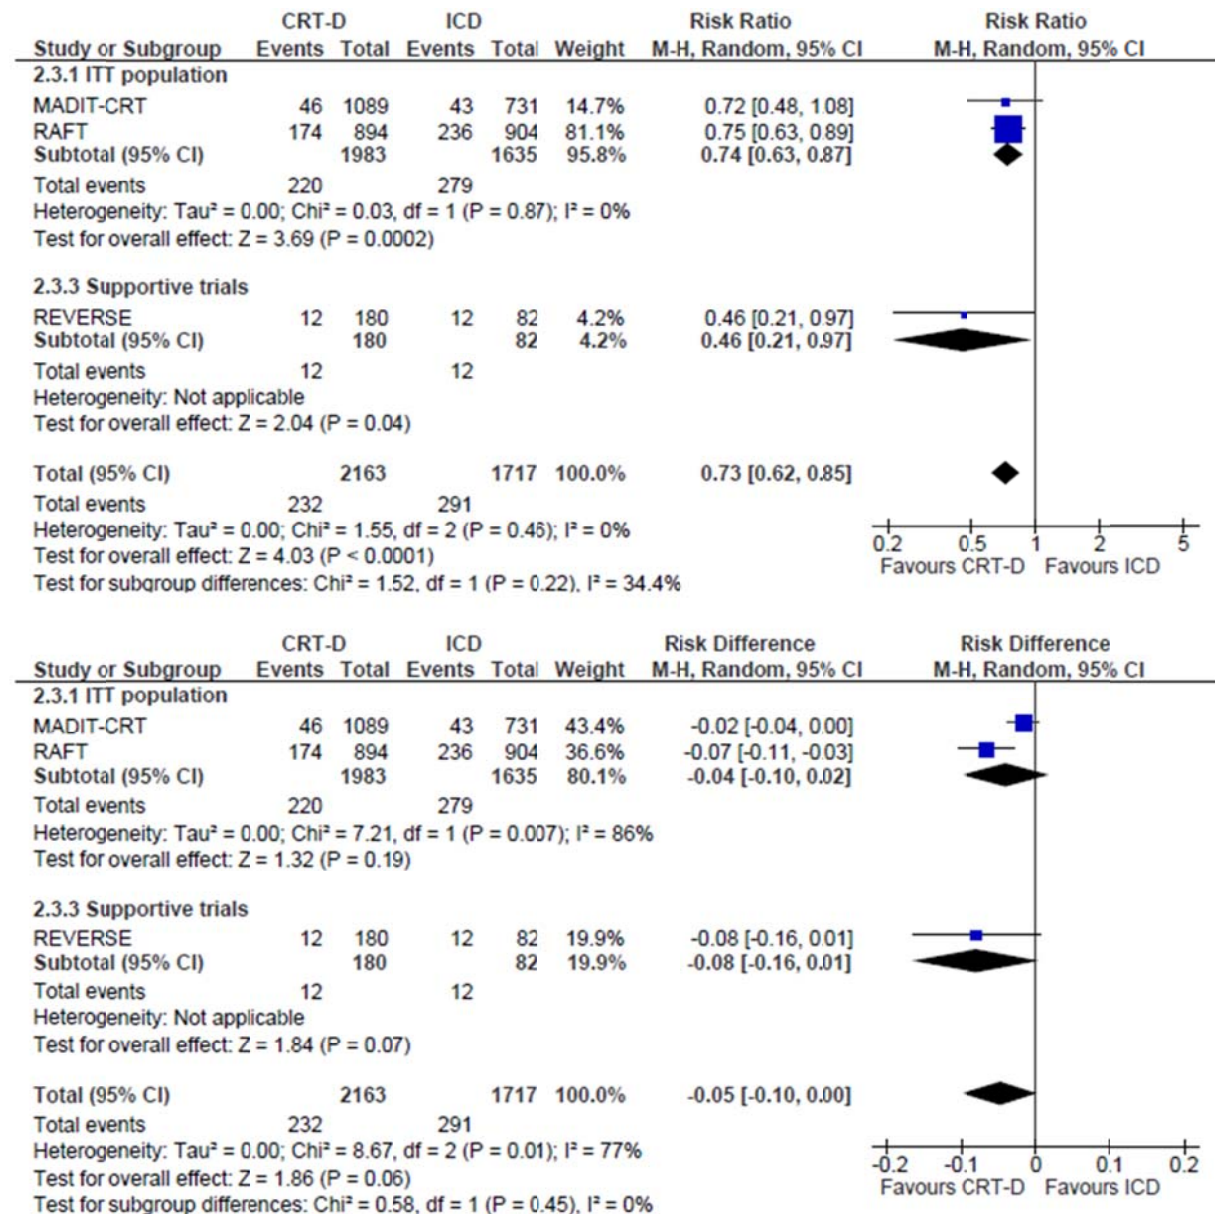 CRT-D ICD Risk Ratio Risk Ratio
Study or Subgroup Events Total Events Total Weight M-H, Random, 95% CI M-H, Random, 95% CI
2.3.1 ITT population
MADIT-CRT 46 1089 43 731 14.7% 0.72 [0.48, 1.08]
RAFT 174 894 236 904 81.1% 0.75 [0.63, 0.89]
Subtotal (95% CI) 1983 1635 95.8% 0.74 [0.63, 0.87]
Total events 220 279
Heterogeneity: Tau² = 0.00; Chi² = 0.03, df = 1 (P = 0.87); I² = 0%
Test for overall effect: Z = 3.69 (P = 0.0002)
2.3.3 Supportive trials
REVERSE 12 180 12 82 4.2% 0.46 [0.21, 0.97]
Subtotal (95% CI) 180 82 4.2% 0.46 [0.21, 0.97]
Total events 12 12
Heterogeneity: Not applicable
Test for overall effect: Z = 2.04 (P = 0.04)
Total (95% CI) 2163 1717 100.0% 0.73 [0.62, 0.85]
Total events 232 291
Heterogeneity: Tau² = 0.00; Chi² = 1.55, df = 2 (P = 0.46); I² = 0%
Test for overall effect: Z = 4.03 (P < 0.0001)
Test for subgroup differences: Chi² = 1.52, df = 1 (P = 0.22), I² = 34.4%
0.2 0.5 1 2 5
Favours CRT-D Favours ICD
CRT-D ICD Risk Difference Risk Difference
Study or Subgroup Events Total Events Total Weight M-H, Random, 95% CI M-H, Random, 95% CI
2.3.1 ITT population
MADIT-CRT 46 1089 43 731 43.4% -0.02 [-0.04, 0.00]
RAFT 174 894 236 904 36.6% -0.07 [-0.11, -0.03]
Subtotal (95% CI) 1983 1635 80.1% -0.04 [-0.10, 0.02]
Total events 220 279
Heterogeneity: Tau² = 0.00; Chi² = 7.21, df = 1 (P = 0.007); I² = 86%
Test for overall effect: Z = 1.32 (P = 0.19)
2.3.3 Supportive trials
REVERSE 12 180 12 82 19.9% -0.08 [-0.16, 0.01]
Subtotal (95% CI) 180 82 19.9% -0.08 [-0.16, 0.01]
Total events 12 12
Heterogeneity: Not applicable
Test for overall effect: Z = 1.84 (P = 0.07)
Total (95% CI) 2163 1717 100.0% -0.05 [-0.10, 0.00]
Total events 232 291
Heterogeneity: Tau² = 0.00; Chi² = 8.67, df = 2 (P = 0.01); I² = 77%
Test for overall effect: Z = 1.86 (P = 0.06)
Test for subgroup differences: Chi² = 0.58, df = 1 (P = 0.45), I² = 0%
-0.2 -0.1 0 0.1 0.2
Favours CRT-D Favours ICD